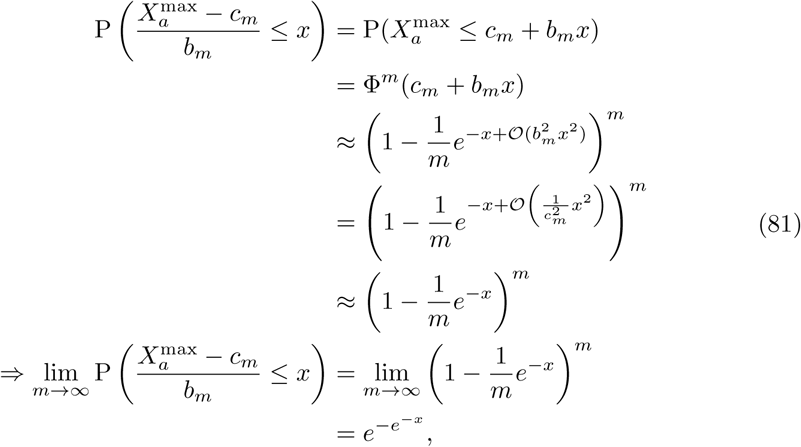 P ( (X_a^max − c_m) / b_m ≤ x ) = P(X_a^max ≤ c_m + b_m x)
= Φ^m(c_m + b_m x)
≈ ( 1 − (1/m) e^{−x+𝒪(b_m^2 x^2)} )^m
= ( 1 − (1/m) e^{−x+𝒪( (1/c_m^2) x^2 )} )^m (81)
≈ ( 1 − (1/m) e^{−x} )^m
⇒ lim_{m→∞} P ( (X_a^max − c_m) / b_m ≤ x ) = lim_{m→∞} ( 1 − (1/m) e^{−x} )^m
= e^{−e^{−x}},